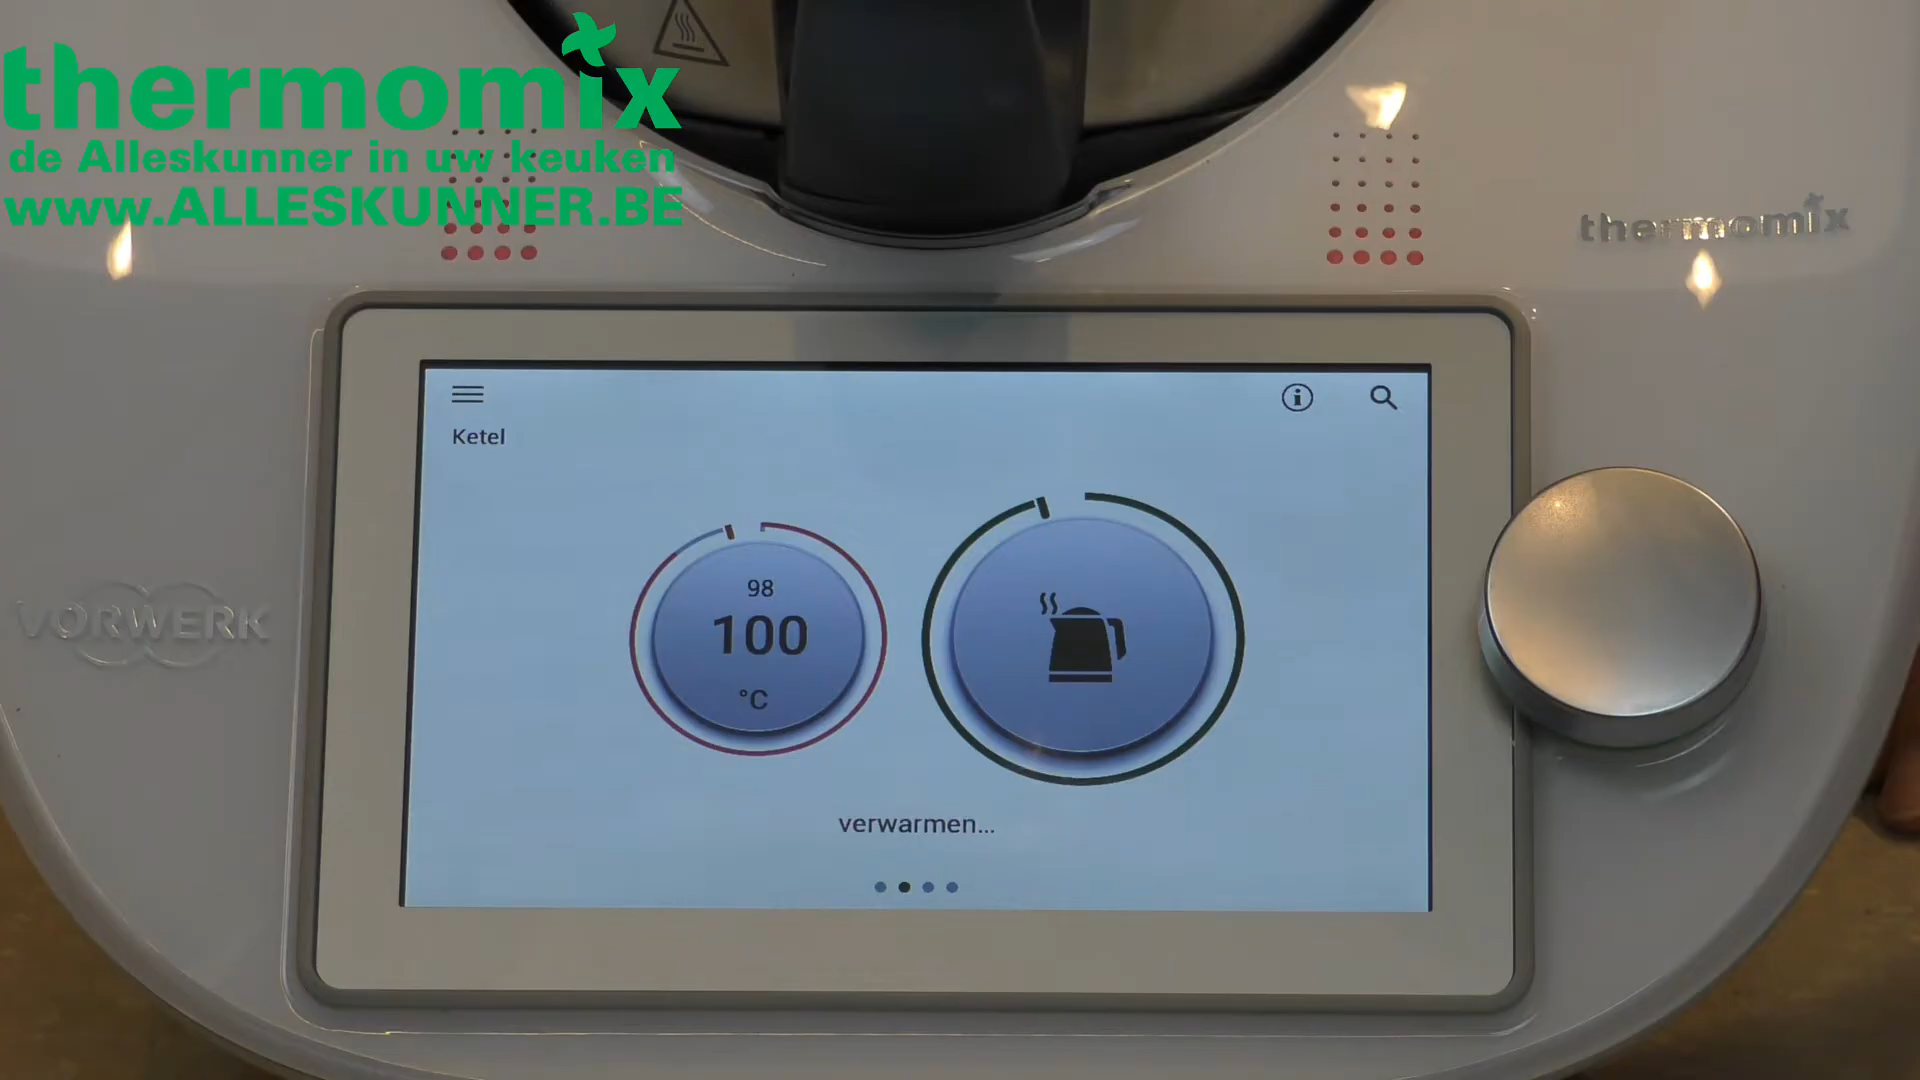 thermomix
de Alleskunner in uw keuken
www.ALLESKUNNER.BE
thermomix
Ketel
98
100
°C
VORWERK
verwarmen...